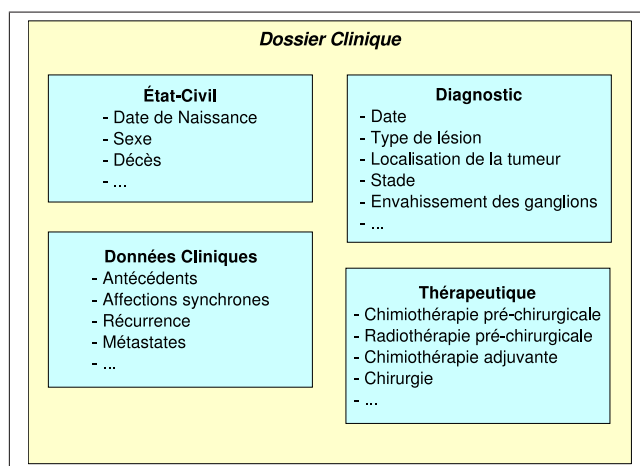 Dossier Clinique
État-Civil
- Date de Naissance
- Sexe
- Décès
- ...
Diagnostic
- Date
- Type de lésion
- Localisation de la tumeur
- Stade
- Envahissement des ganglions
- ...
Données Cliniques
- Antécédents
- Affections synchrones
- Récurrence
- Métastates
- ...
Thérapeutique
- Chimiothérapie pré-chirurgicale
- Radiothérapie pré-chirurgicale
- Chimiothérapie adjuvante
- Chirurgie
- ...